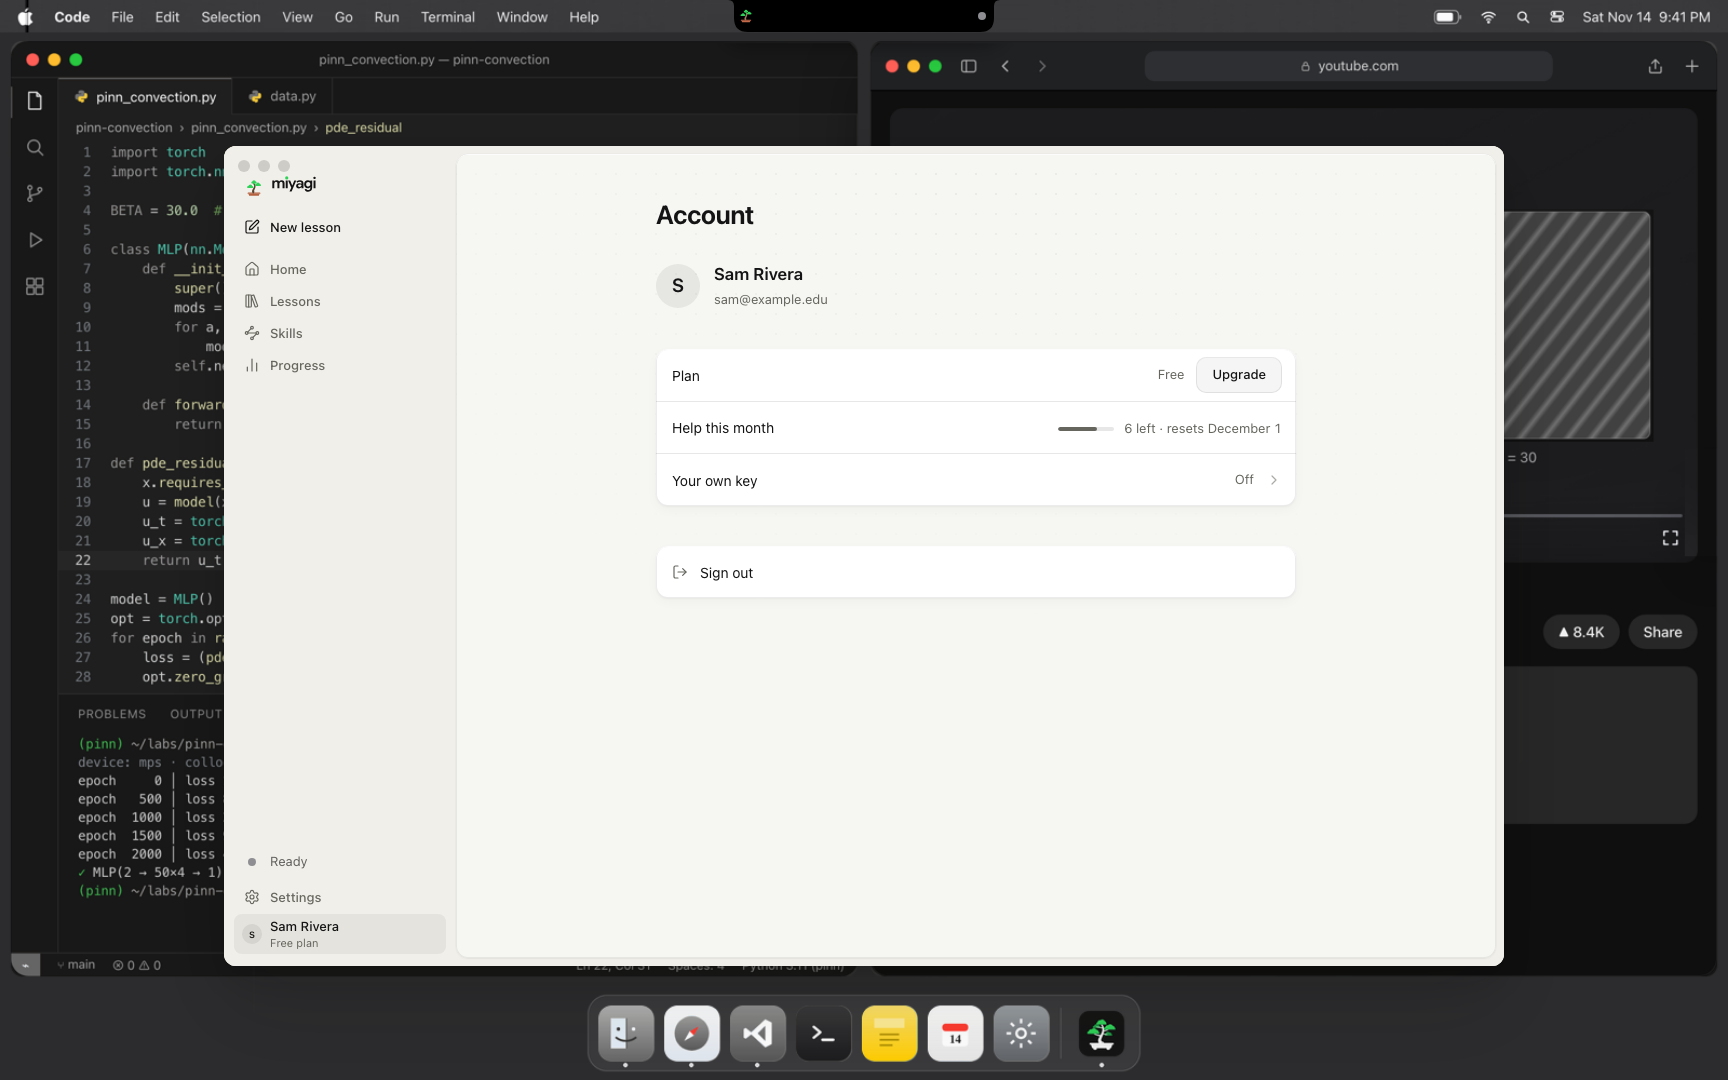 Code File Edit Selection View Go Run Terminal Window Help
Sat Nov 14 9:41 PM
pinn_convection.py — pinn-convection
pinn_convection.py
data.py
pinn-convection › pinn_convection.py › pde_residual
1 import torch
2 import torch.n
3
4 BETA = 30.0 #
5
6 class MLP(nn.M
7 def __init_
8 super(
9 mods =
10 for a,
11 mo
12 self.n
13
14 def forwar
15 return
16
17 def pde_residu
18 x.requires_
19 u = model(
20 u_t = torc
21 u_x = torc
22 return u_t
23
24 model = MLP()
25 opt = torch.op
26 for epoch in r
27 loss = (pd
28 opt.zero_g
PROBLEMS OUTPUT
(pinn) ~/labs/pinn-
device: mps · collo
epoch 0 | loss
epoch 500 | loss
epoch 1000 | loss
epoch 1500 | loss
epoch 2000 | loss
✓ MLP(2 → 50×4 → 1)
(pinn) ~/labs/pinn-
main 0 0
youtube.com
= 30
8.4K
Share
miyagi
New lesson
Home
Lessons
Skills
Progress
Ready
Settings
S
Sam Rivera
Free plan
Account
S
Sam Rivera
sam@example.edu
Plan Free Upgrade
Help this month 6 left · resets December 1
Your own key Off
Sign out
14